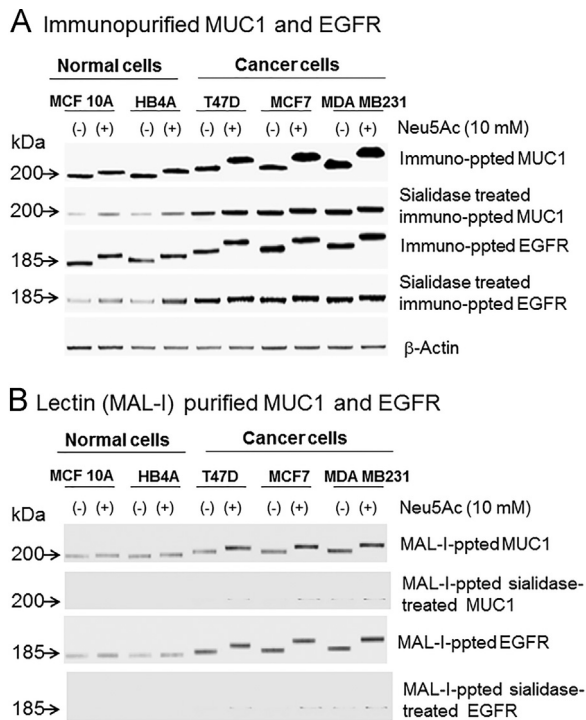 A Immunopurified MUC1 and EGFR
Normal cells Cancer cells
MCF 10A HB4A T47D MCF7 MDA MB231
kDa (-) (+) (-) (+) (-) (+) (-) (+) (-) (+) Neu5Ac (10 mM)
200 Immuno-ppted MUC1
200 Sialidase treated
immuno-ppted MUC1
185 Immuno-ppted EGFR
185 Sialidase treated
immuno-ppted EGFR
β-Actin
B Lectin (MAL-I) purified MUC1 and EGFR
Normal cells Cancer cells
MCF 10A HB4A T47D MCF7 MDA MB231
kDa (-) (+) (-) (+) (-) (+) (-) (+) (-) (+) Neu5Ac (10 mM)
200 MAL-I-ppted MUC1
200 MAL-I-ppted sialidase-
treated MUC1
185 MAL-I-ppted EGFR
185 MAL-I-ppted sialidase-
treated EGFR